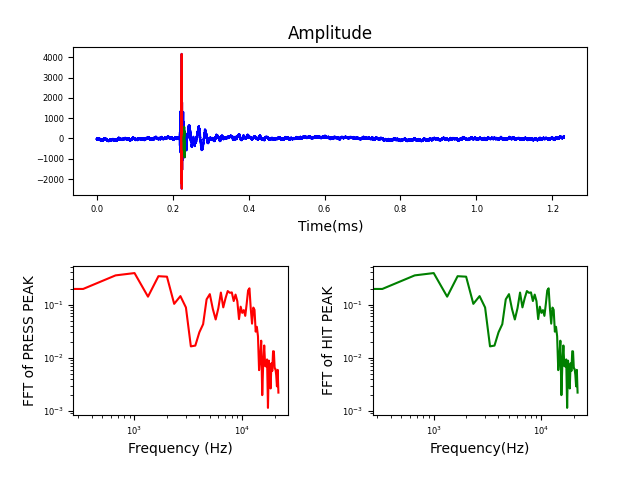 Amplitude
4000
3000
2000
1000
0
−1000
−2000
0.0 0.2 0.4 0.6 0.8 1.0 1.2
Time(ms)
FFT of PRESS PEAK
10⁻¹
10⁻²
10⁻³
10³ 10⁴
Frequency (Hz)
FFT of HIT PEAK
10⁻¹
10⁻²
10⁻³
10³ 10⁴
Frequency(Hz)